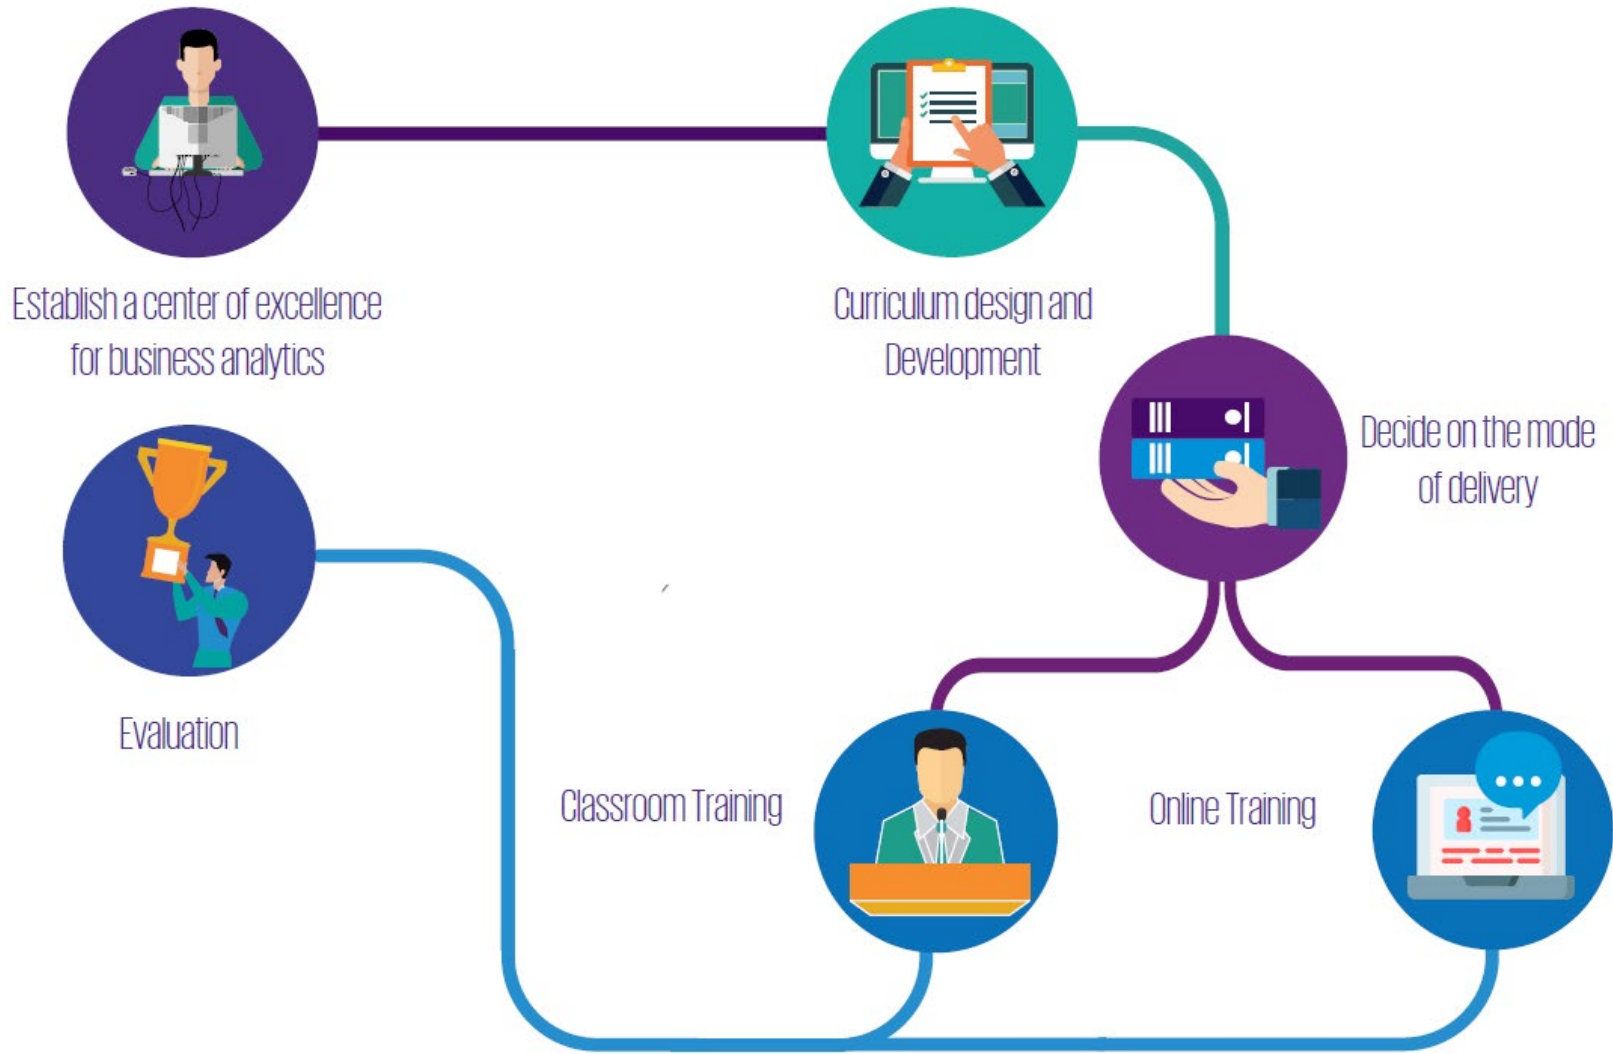 Establish a center of excellence
for business analytics
Curriculum design and
Development
Decide on the mode
of delivery
Classroom Training
Online Training
Evaluation